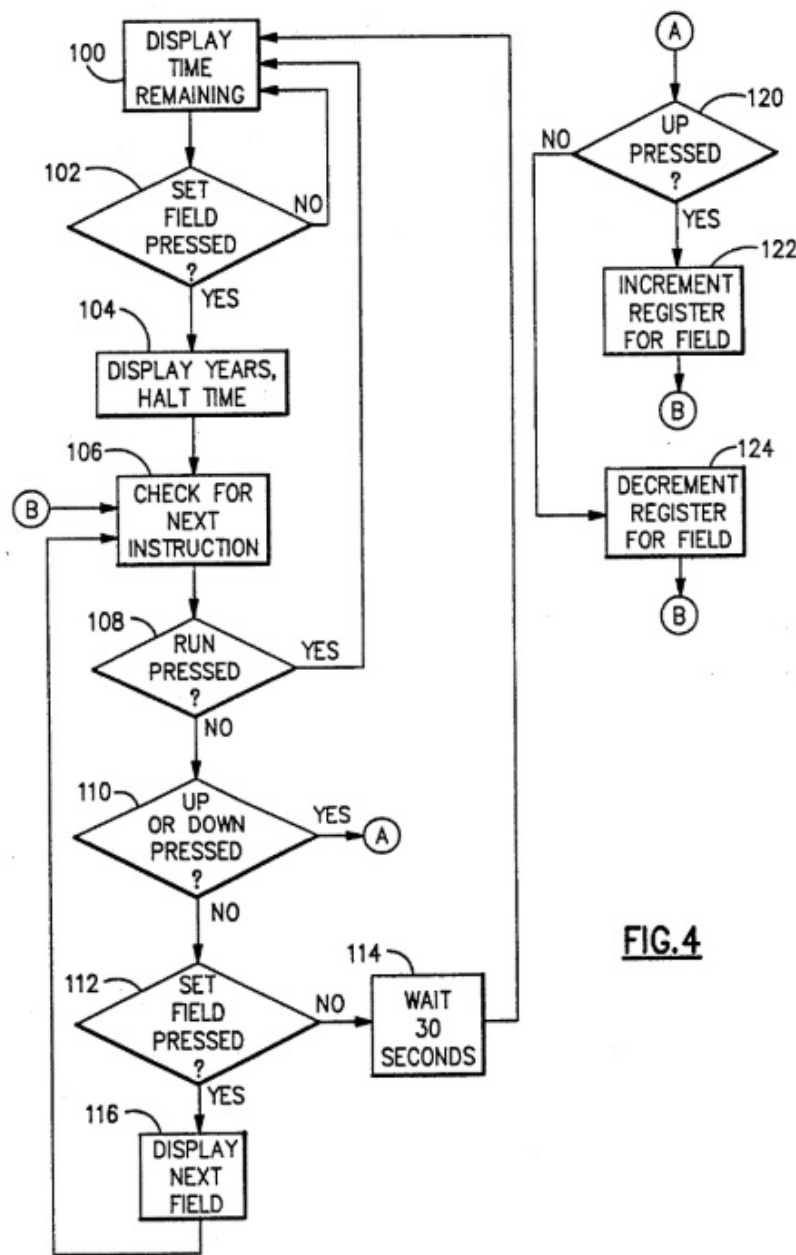 100
DISPLAY
TIME
REMAINING
102
SET
FIELD
PRESSED
?
NO
YES
104
DISPLAY YEARS,
HALT TIME
106
B
CHECK FOR
NEXT
INSTRUCTION
108
RUN
PRESSED
?
YES
NO
110
UP
OR DOWN
PRESSED
?
YES
A
NO
112
SET
FIELD
PRESSED
?
NO
YES
114
WAIT
30
SECONDS
116
DISPLAY
NEXT
FIELD
A
120
UP
PRESSED
?
NO
YES
122
INCREMENT
REGISTER
FOR FIELD
B
124
DECREMENT
REGISTER
FOR FIELD
B
FIG.4